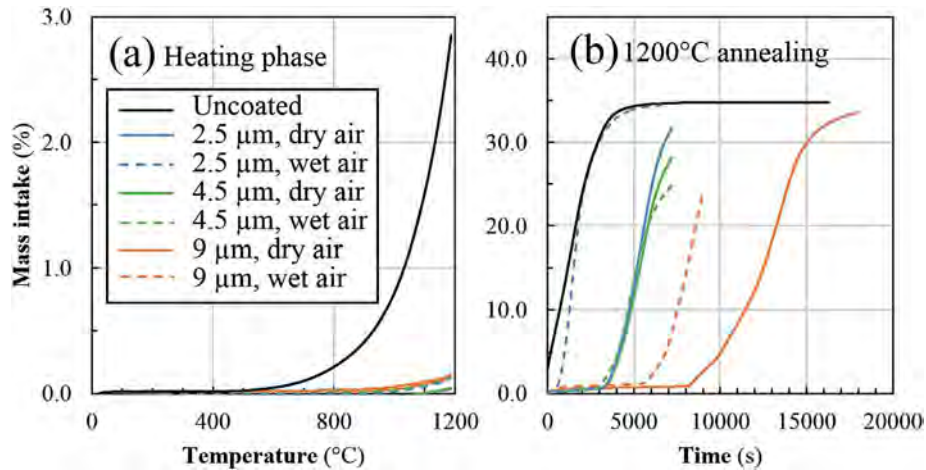 (a) Heating phase
(b) 1200°C annealing
Mass intake (%)
3.0
2.0
1.0
0.0
Uncoated
2.5 µm, dry air
2.5 µm, wet air
4.5 µm, dry air
4.5 µm, wet air
9 µm, dry air
9 µm, wet air
0 400 800 1200
Temperature (°C)
40.0
30.0
20.0
10.0
0.0
0 5000 10000 15000 20000
Time (s)